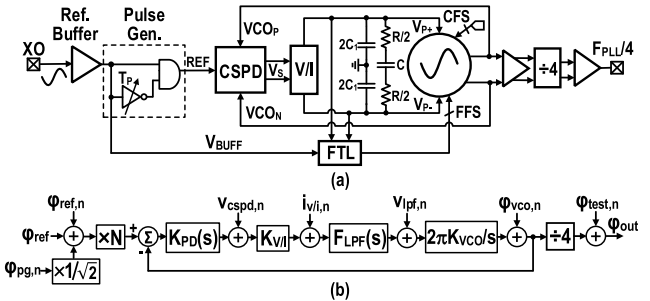 Ref. Buffer
Pulse Gen.
XO
T_P
REF
VCO_P
CSPD
V_S
V/I
VCO_N
V_BUFF
FTL
2C_1
2C_1
R/2
C
R/2
V_P+
V_P-
CFS
FFS
÷4
F_PLL/4
(a)
φ_ref,n
φ_ref
φ_pg,n
×1/√2
×N
+
Σ
-
K_PD(s)
v_cspd,n
K_V/I
i_v/i,n
F_LPF(s)
v_lpf,n
2πK_VCO/s
φ_vco,n
÷4
φ_test,n
φ_out
(b)